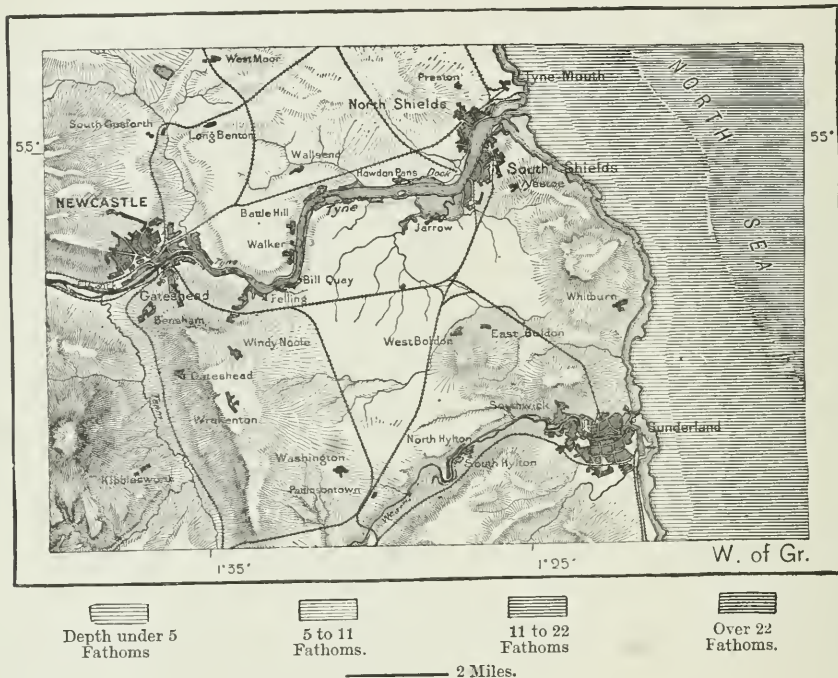 West Moor
Preston
Tyne-Mouth
NORTH
SEA
North Shields
South Gosforth
Long Benton
55°
55°
Wallsend
Howdon Pans
Dock
South Shields
Westoe
NEWCASTLE
Battle Hill
Tyne
Jarrow
Walker
Tyne
Bill Quay
Felling
Gateshead
Bensham
Whitburn
Windy Nook
West Boldon
East Boldon
Gateshead
Wrekenton
Southwick
Sunderland
North Hylton
South Hylton
Washington
Kibblesworth
Wear
1°35'
1°25'
W. of Gr.
Depth under 5
Fathoms
5 to 11
Fathoms.
11 to 22
Fathoms
Over 22
Fathoms.
2 Miles.